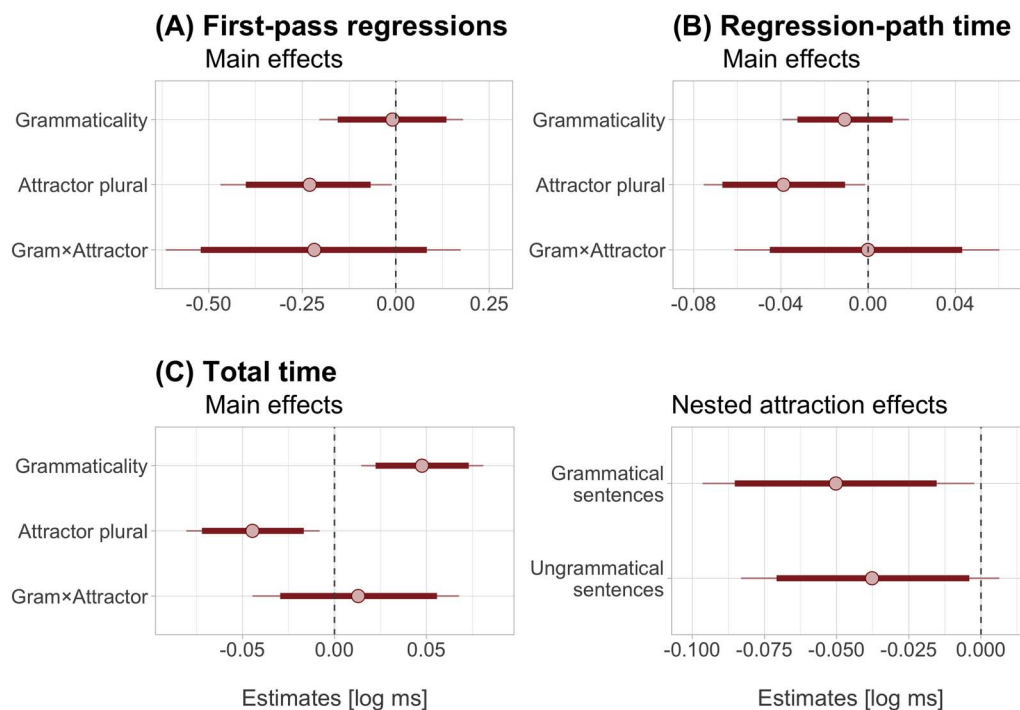 (A) First-pass regressions
Main effects
Grammaticality
Attractor plural
Gram×Attractor
-0.50 -0.25 0.00 0.25
(B) Regression-path time
Main effects
Grammaticality
Attractor plural
Gram×Attractor
-0.08 -0.04 0.00 0.04
(C) Total time
Main effects
Grammaticality
Attractor plural
Gram×Attractor
-0.05 0.00 0.05
Estimates [log ms]
Nested attraction effects
Grammatical
sentences
Ungrammatical
sentences
-0.100 -0.075 -0.050 -0.025 0.000
Estimates [log ms]